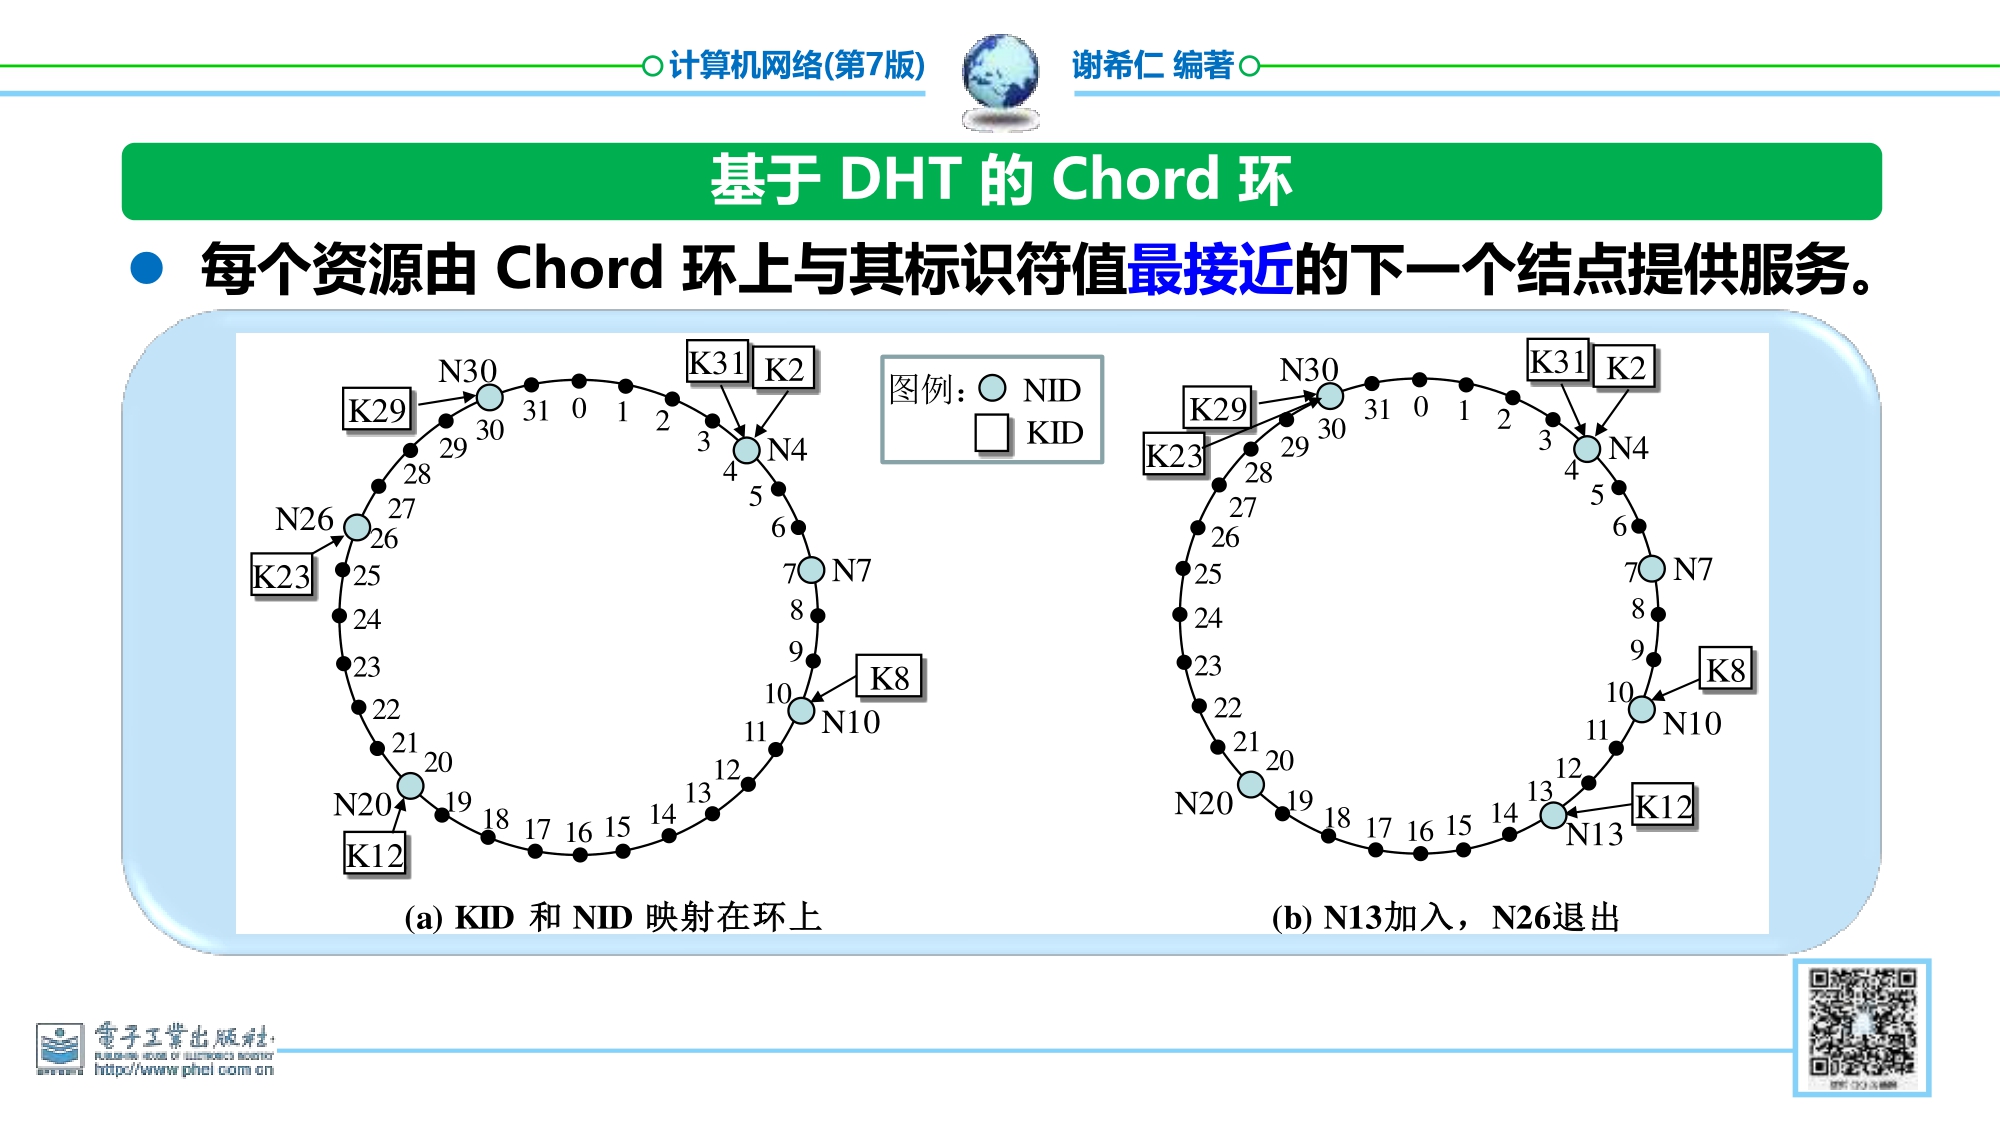 计算机网络(第7版) 谢希仁 编著
基于 DHT 的 Chord 环
● 每个资源由 Chord 环上与其标识符值最接近的下一个结点提供服务。
N30
K31
K2
K29
31
0
1
2
3
4
N4
30
29
28
27
5
6
N26
26
K23
25
7
N7
24
8
23
9
K8
22
10
N10
21
11
20
12
N20
19
13
18
17
16
15
14
K12
(a) KID 和 NID 映射在环上
图例:
NID
KID
N30
K31
K2
K29
31
0
1
2
3
4
N4
K23
30
29
28
27
5
6
26
25
7
N7
24
8
23
9
K8
22
10
N10
21
11
20
12
N20
19
13
K12
18
17
16
15
14
N13
(b) N13加入，N26退出
電子工業出版社
PUBLISHING HOUSE OF ELECTRONICS INDUSTRY
http://www.phei.com.cn